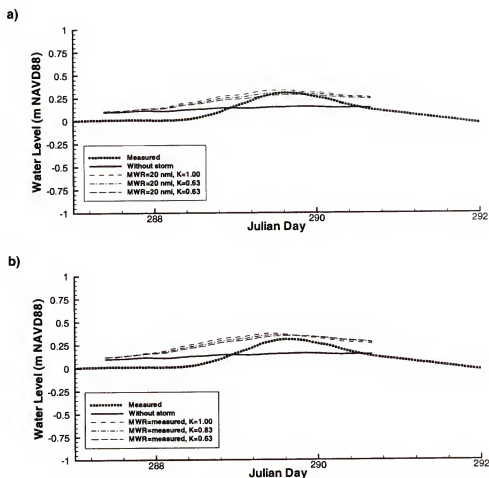 a)
1
0.75
0.5
0.25
0
-0.25
-0.5
-0.75
-1
Water Level (m NAVD88)
Measured
Without storm
MWR=20 nmi, K=1.00
MWR=20 nmi, K=0.63
MWR=20 nmi, K=0.63
288
290
292
Julian Day
b)
1
0.75
0.5
0.25
0
-0.25
-0.5
-0.75
-1
Water Level (m NAVD88)
Measured
Without storm
MWR=measured, K=1.00
MWR=measured, K=0.83
MWR=measured, K=0.63
288
290
292
Julian Day